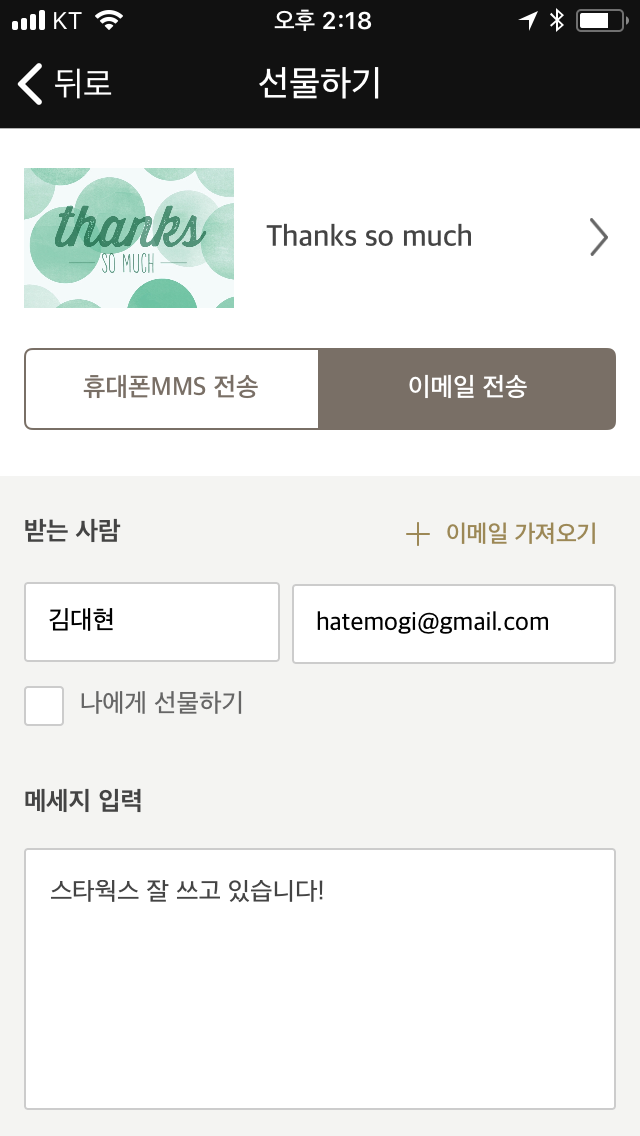 KT 오후 2:18
뒤로 선물하기
thanks
SO MUCH
Thanks so much
휴대폰MMS 전송 이메일 전송
받는 사람 이메일 가져오기
김대현 hatemogi@gmail.com
나에게 선물하기
메세지 입력
스타웍스 잘 쓰고 있습니다!